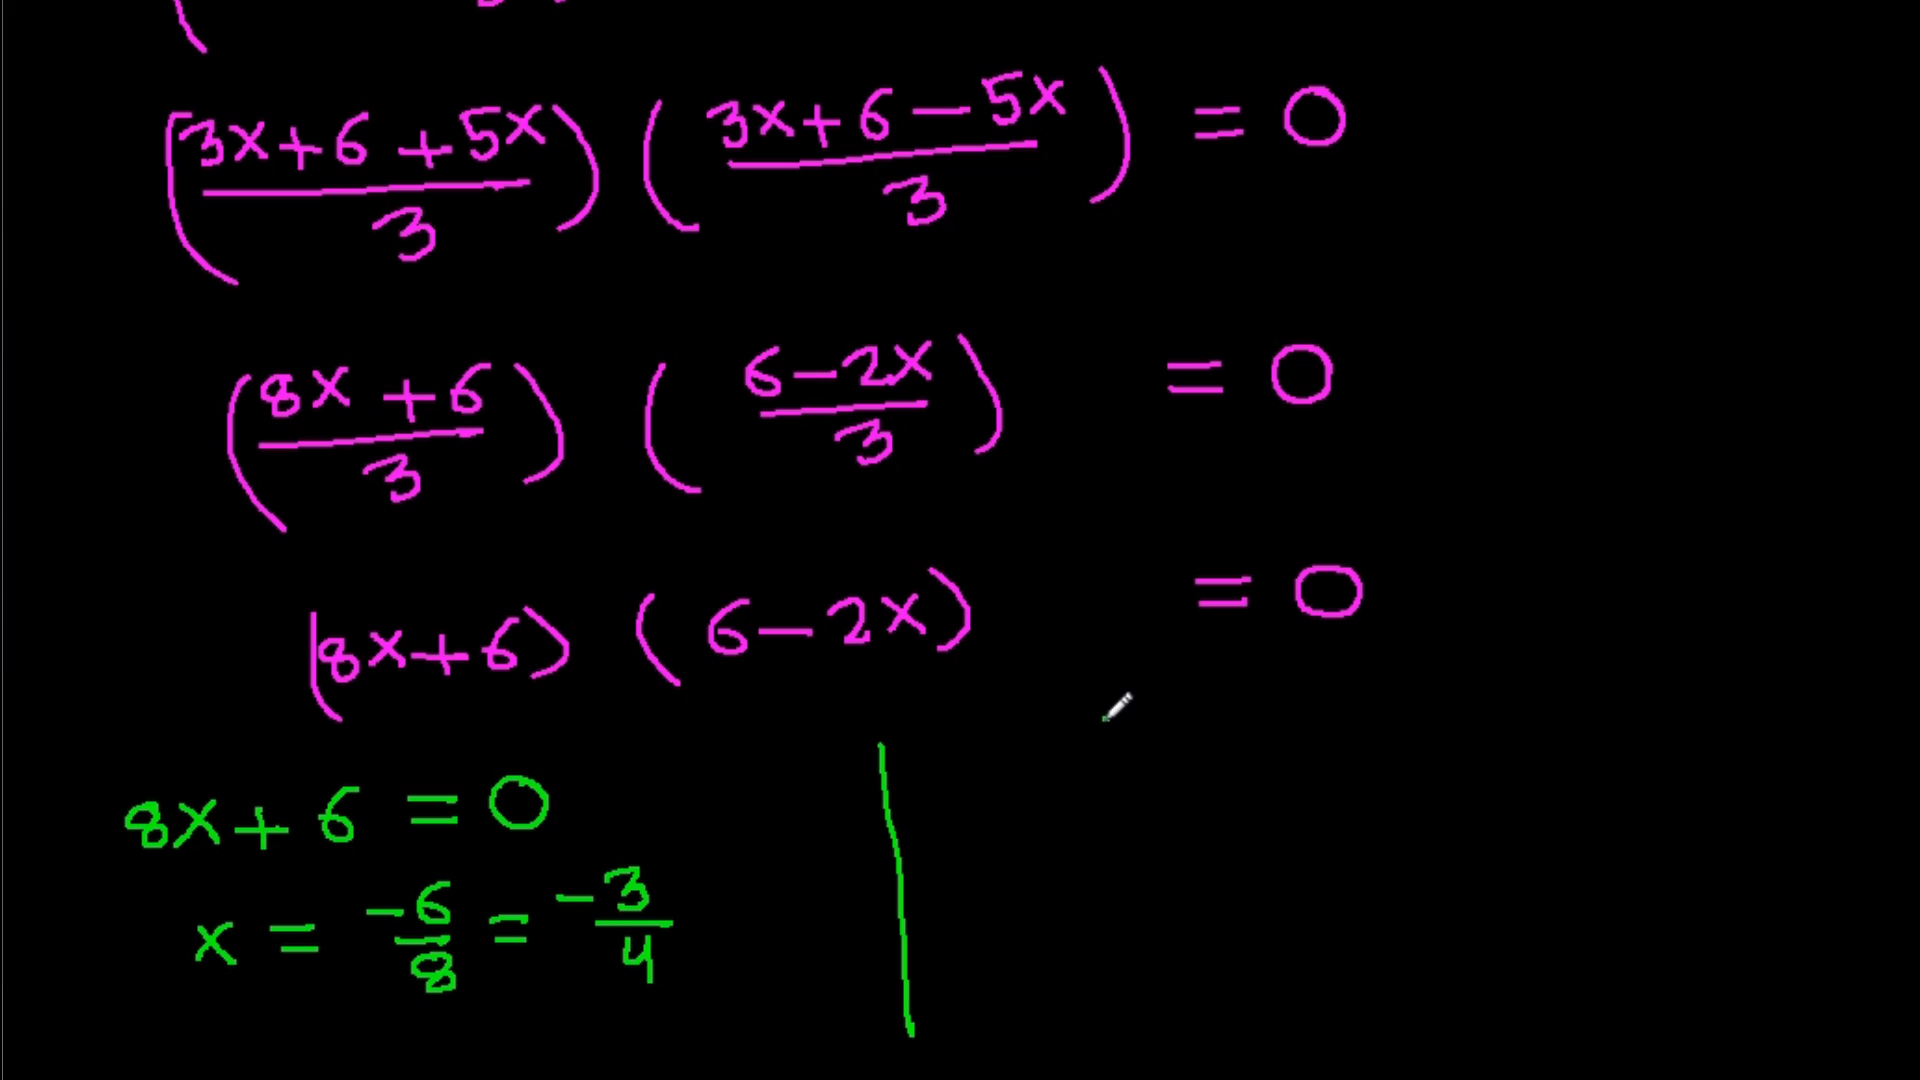 (3x+6+5x / 3) (3x+6-5x / 3) = 0
(8x+6 / 3) (6-2x / 3) = 0
(8x+6) (6-2x) = 0
8x+6 = 0
x = -6/8 = -3/4